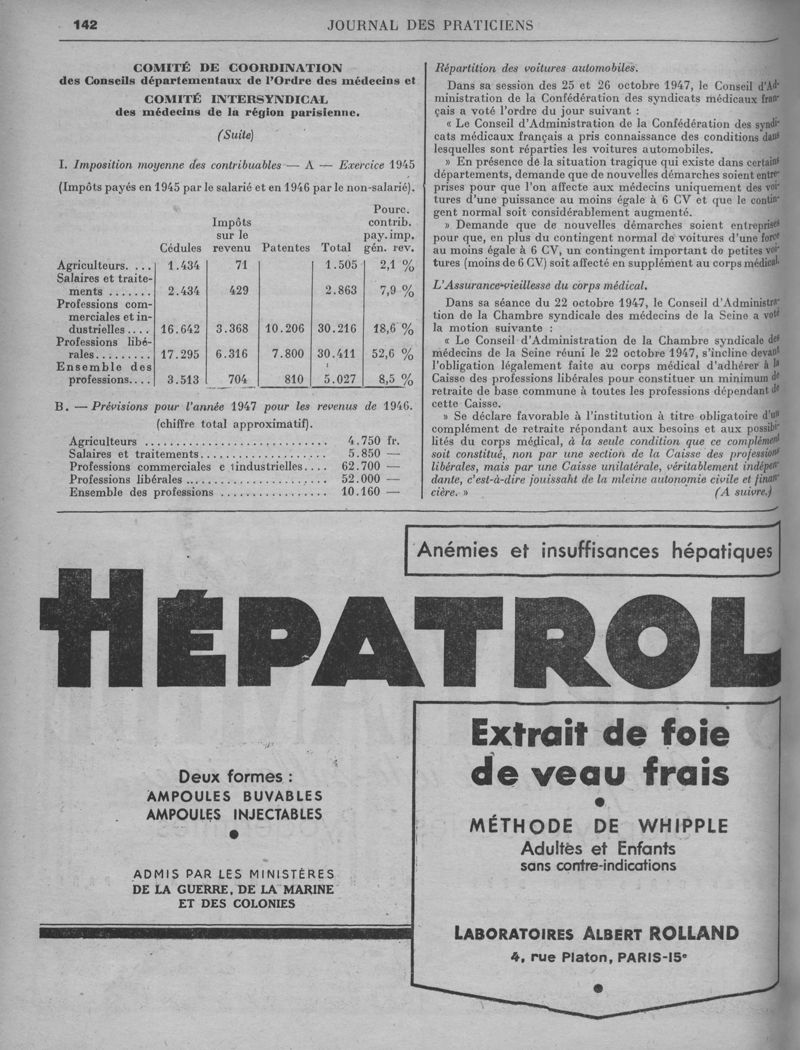 142
JOURNAL DES PRATICIENS
COMITÉ DE COORDINATION
des Conseils départementaux de l'Ordre des médecins et
COMITÉ INTERSYNDICAL
des médecins de la région parisienne.
(Suite)
I. Imposition moyenne des contribuables — A — Exercice 1945
(Impôts payés en 1945 par le salarié et en 1946 par le non-salarié).
Cédules Impôts sur le revenu Patentes Total Pourc. contrib. pay. imp. gén. rev.
Agriculteurs. ... 1.434 71 1.505 2,1 %
Salaires et traite-
ments ....... 2.434 429 2.863 7,9 %
Professions com-
merciales et in-
dustrielles .... 16.642 3.368 10.206 30.216 18,6 %
Professions libé-
rales......... 17.295 6.316 7.800 30.411 52,6 %
Ensemble des
professions.... 3.513 704 810 5.027 8,5 %
B. — Prévisions pour l'année 1947 pour les revenus de 1946.
(chiffre total approximatif).
Agriculteurs ............................ 4.750 fr.
Salaires et traitements.................... 5.850 —
Professions commerciales e tindustrielles.... 62.700 —
Professions libérales ...................... 52.000 —
Ensemble des professions ................. 10.160 —
Répartition des voitures automobiles.
Dans sa session des 25 et 26 octobre 1947, le Conseil d'Ad-
ministration de la Confédération des syndicats médicaux fran-
çais a voté l'ordre du jour suivant :
« Le Conseil d'Administration de la Confédération des syndi-
cats médicaux français a pris connaissance des conditions dans
lesquelles sont réparties les voitures automobiles.
» En présence de la situation tragique qui existe dans certains
départements, demande que de nouvelles démarches soient entre-
prises pour que l'on affecte aux médecins uniquement des voi-
tures d'une puissance au moins égale à 6 CV et que le contin-
gent normal soit considérablement augmenté.
» Demande que de nouvelles démarches soient entreprises
pour que, en plus du contingent normal de voitures d'une force
au moins égale à 6 CV, un contingent important de petites voi-
tures (moins de 6 CV) soit affecté en supplément au corps médical.
L'Assurance-vieillesse du corps médical.
Dans sa séance du 22 octobre 1947, le Conseil d'Administra-
tion de la Chambre syndicale des médecins de la Seine a voté
la motion suivante :
« Le Conseil d'Administration de la Chambre syndicale des
médecins de la Seine réuni le 22 octobre 1947, s'incline devant
l'obligation légalement faite au corps médical d'adhérer à la
Caisse des professions libérales pour constituer un minimum de
retraite de base commune à toutes les professions dépendant de
cette Caisse.
» Se déclare favorable à l'institution à titre obligatoire d'un
complément de retraite répondant aux besoins et aux possibi-
lités du corps médical, à la seule condition que ce complément
soit constitué, non par une section de la Caisse des professions
libérales, mais par une Caisse unilatérale, véritablement indépen-
dante, c'est-à-dire jouissaht de la mleine autonomie civile et finan-
cière. » (A suivre.)
Anémies et insuffisances hépatiques
HÉPATROL
Extrait de foie
de veau frais
Deux formes :
AMPOULES BUVABLES
AMPOULES INJECTABLES
MÉTHODE DE WHIPPLE
Adultes et Enfants
sans contre-indications
ADMIS PAR LES MINISTÈRES
DE LA GUERRE, DE LA MARINE
ET DES COLONIES
LABORATOIRES ALBERT ROLLAND
4, rue Platon, PARIS-15e